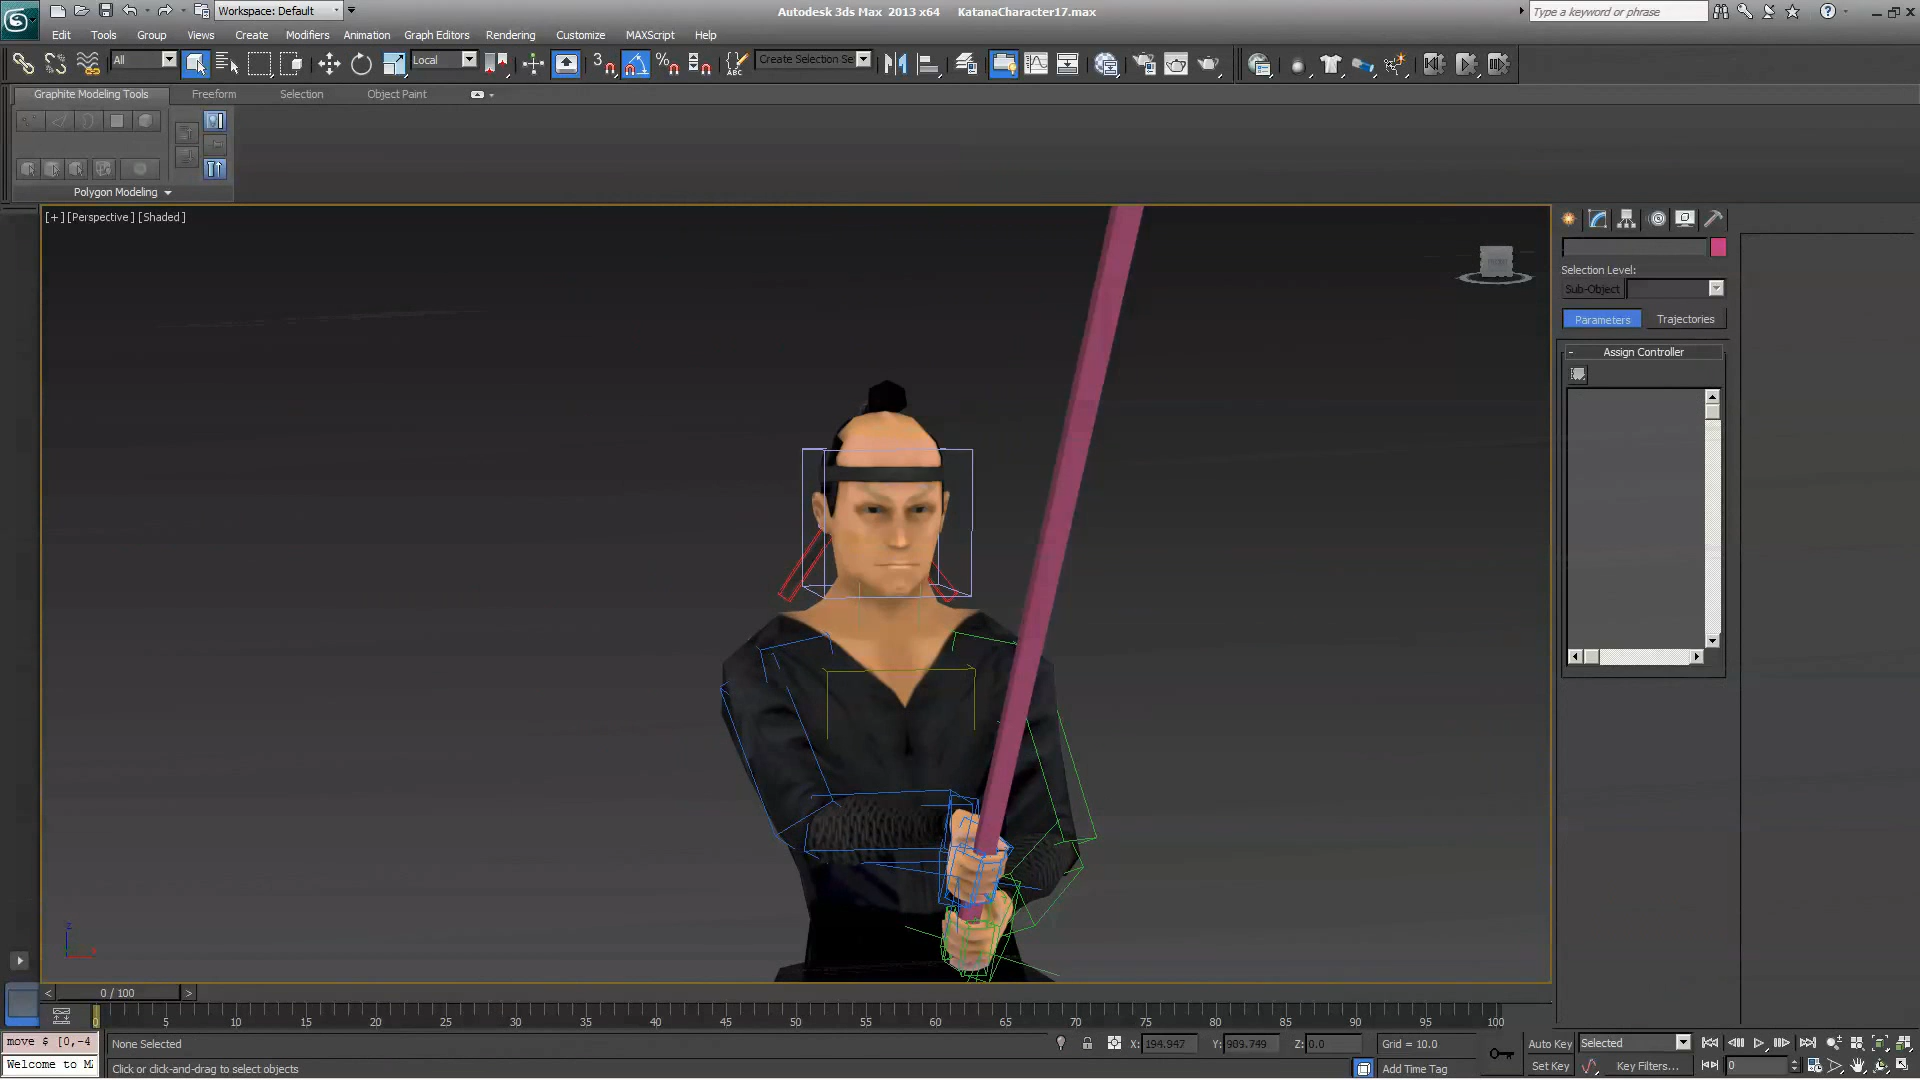 Workspace: Default
Autodesk 3ds Max 2013 x64 KatanaCharacter17.max
Type a keyword or phrase
Edit Tools Group Views Create Modifiers Animation Graph Editors Rendering Customize MAXScript Help
All
Local
3
Create Selection Se
Graphite Modeling Tools Freeform Selection Object Paint
Polygon Modeling
[+] [Perspective] [Shaded]
Selection Level:
Sub-Object
Parameters Trajectories
- Assign Controller
z
x
< 0 / 100 >
0 5 10 15 20 25 30 35 40 45 50 55 60 65 70 75 80 85 90 95 100
move $ [0,-4
None Selected
X: 194.947 Y: 909.749 Z: 0.0 Grid = 10.0
Auto Key Selected
Welcome to M
Click or click-and-drag to select objects
Add Time Tag
Set Key Key Filters...
0